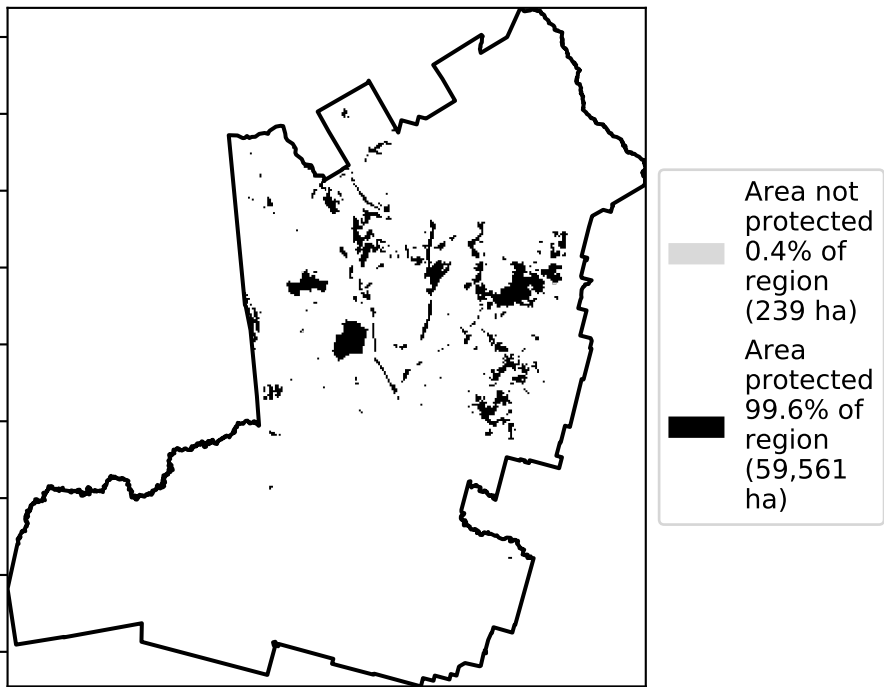 Area not
protected
0.4% of
region
(239 ha)
Area
protected
99.6% of
region
(59,561
ha)